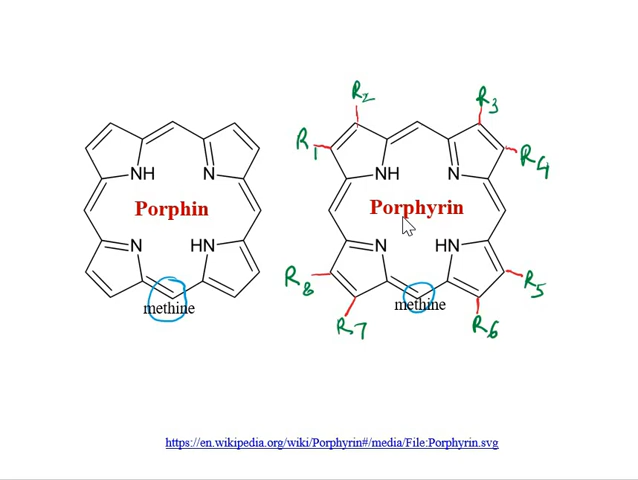 R2
R3
R1
R4
NH
N
NH
N
Porphin
Porphyrin
N
HN
N
HN
R8
R5
methine
methine
R7
R6
https://en.wikipedia.org/wiki/Porphyrin#/media/File:Porphyrin.svg